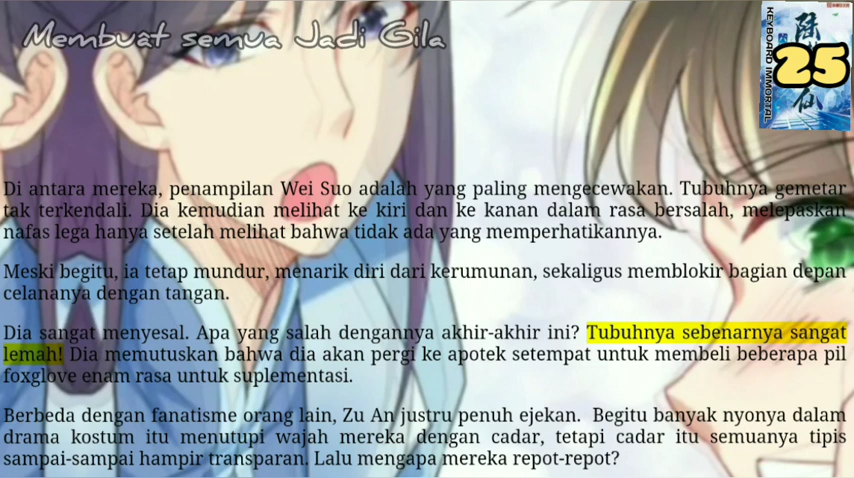 Membuat semua Jadi Gila
KEYBOARD IMMORTAL
25
Di antara mereka, penampilan Wei Suo adalah yang paling mengecewakan. Tubuhnya gemetar
tak terkendali. Dia kemudian melihat ke kiri dan ke kanan dalam rasa bersalah, melepaskan
nafas lega hanya setelah melihat bahwa tidak ada yang memperhatikannya.
Meski begitu, ia tetap mundur, menarik diri dari kerumunan, sekaligus memblokir bagian depan
celananya dengan tangan.
Dia sangat menyesal. Apa yang salah dengannya akhir-akhir ini? Tubuhnya sebenarnya sangat
lemah! Dia memutuskan bahwa dia akan pergi ke apotek setempat untuk membeli beberapa pil
foxglove enam rasa untuk suplementasi.
Berbeda dengan fanatisme orang lain, Zu An justru penuh ejekan. Begitu banyak nyonya dalam
drama kostum itu menutupi wajah mereka dengan cadar, tetapi cadar itu semuanya tipis
sampai-sampai hampir transparan. Lalu mengapa mereka repot-repot?